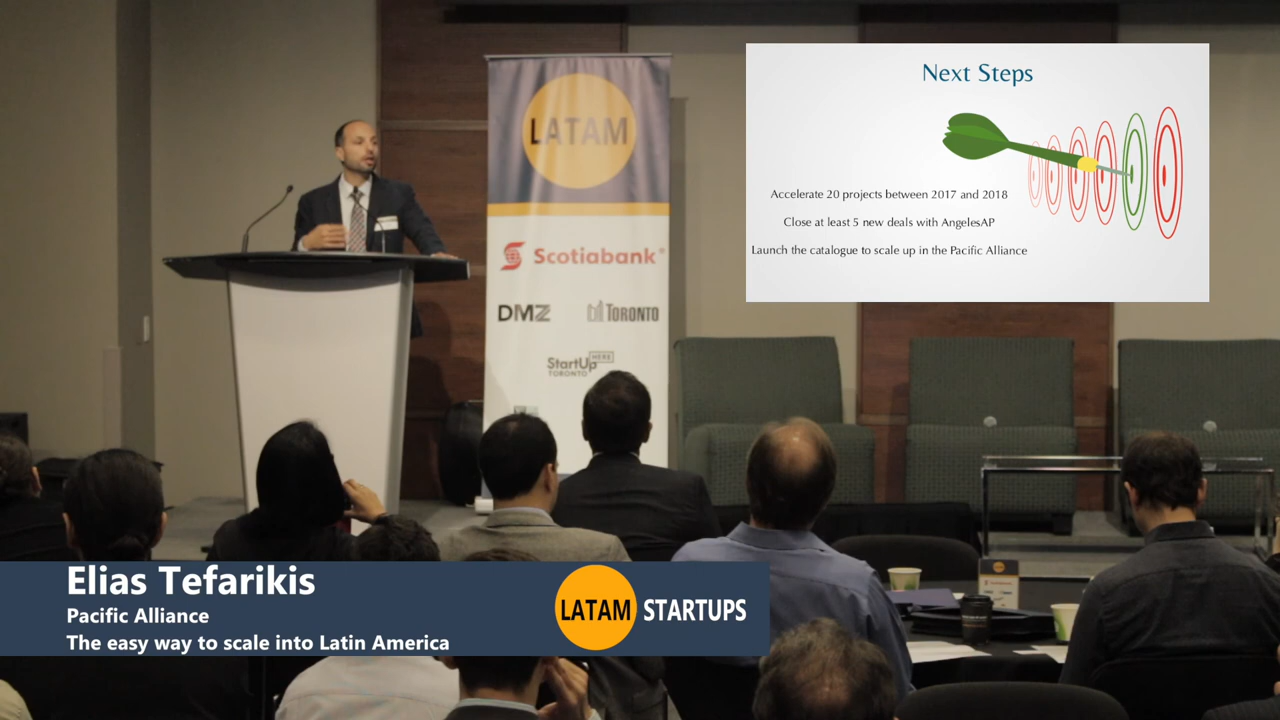 LATAM
Scotiabank®
DMZ
TORONTO
StartUp HERE
TORONTO
Next Steps
Accelerate 20 projects between 2017 and 2018
Close at least 5 new deals with AngelesAP
Launch the catalogue to scale up in the Pacific Alliance
Elias Tefarikis
Pacific Alliance
The easy way to scale into Latin America
LATAM STARTUPS